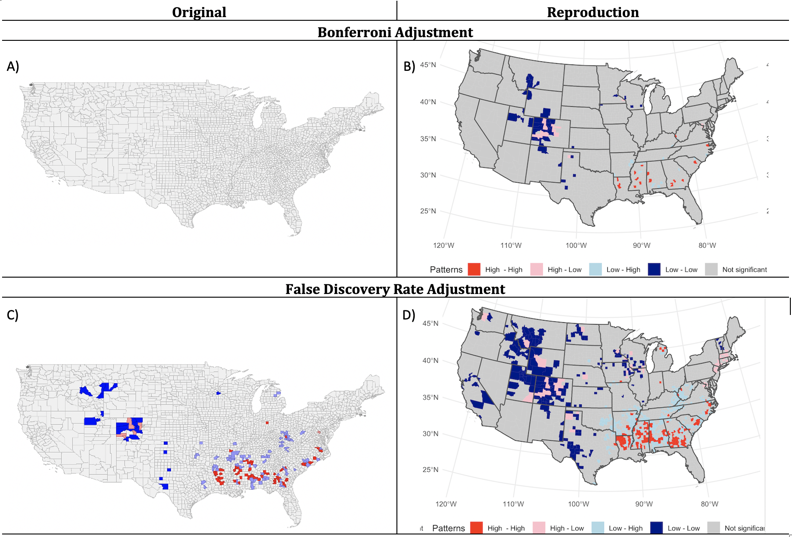 Original Reproduction
Bonferroni Adjustment
A) B)
45°N
40°N
35°N
30°N
25°N
120°W 110°W 100°W 90°W 80°W
Patterns High - High High - Low Low - High Low - Low Not significant
False Discovery Rate Adjustment
C) D)
45°N
40°N
35°N
30°N
25°N
120°W 110°W 100°W 90°W 80°W
4 Patterns High - High High - Low Low - High Low - Low Not significa